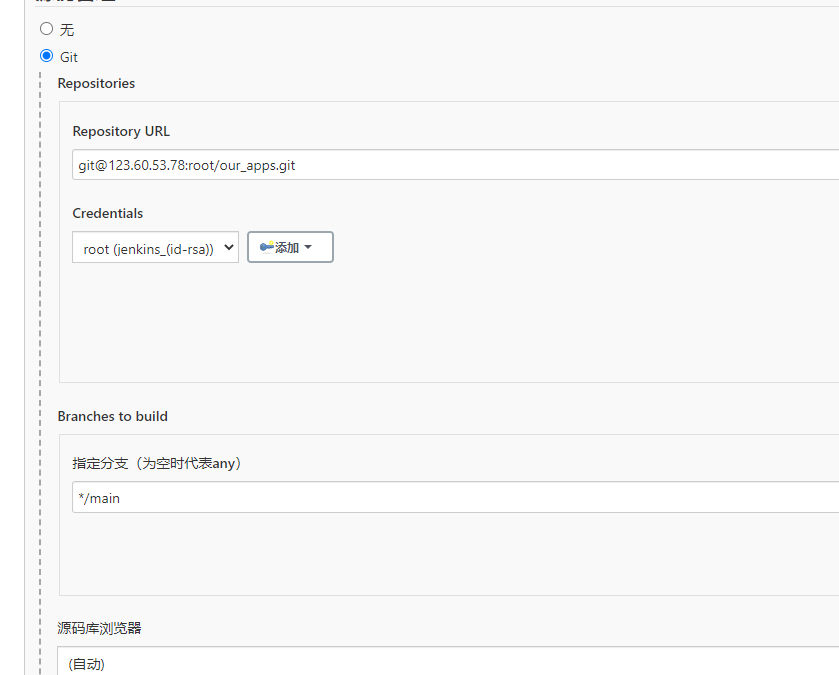 无
Git
Repositories
Repository URL
git@123.60.53.78:root/our_apps.git
Credentials
root (jenkins_(id-rsa))
添加
Branches to build
指定分支（为空时代表any）
*/main
源码库浏览器
(自动)